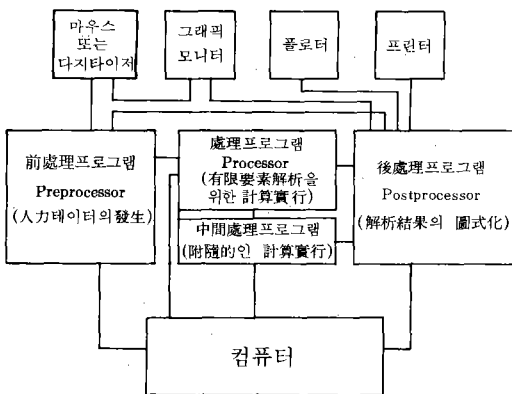 마우스
또는
다지타이저
그래픽
모니터
플로터
프린터
前處理프로그램
Preprocessor
(人力테이터의發生)
處理프로그램
Processor
(有限要素解析을
위한 計算實行)
中間處理프로그램
(附隨的인 計算實行)
後處理프로그램
Postprocessor
(解析結果의 圖式化)
컴퓨터